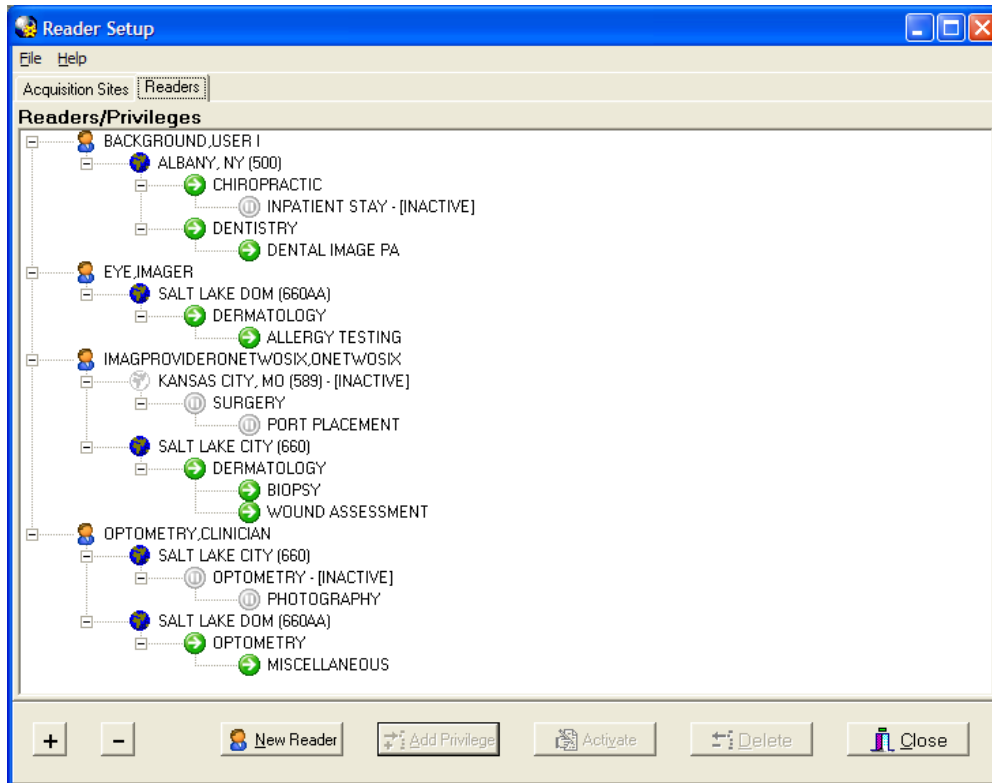 Reader Setup
File Help
Acquisition Sites Readers
Readers/Privileges
BACKGROUND,USER I
ALBANY, NY (500)
CHIROPRACTIC
INPATIENT STAY - [INACTIVE]
DENTISTRY
DENTAL IMAGE PA
EYE,IMAGER
SALT LAKE DOM (660AA)
DERMATOLOGY
ALLERGY TESTING
IMAGPROVIDERONETWOSIX,ONETWOSIX
KANSAS CITY, MO (589) - [INACTIVE]
SURGERY
PORT PLACEMENT
SALT LAKE CITY (660)
DERMATOLOGY
BIOPSY
WOUND ASSESSMENT
OPTOMETRY,CLINICIAN
SALT LAKE CITY (660)
OPTOMETRY - [INACTIVE]
PHOTOGRAPHY
SALT LAKE DOM (660AA)
OPTOMETRY
MISCELLANEOUS
+ - New Reader Add Privilege Activate Delete Close